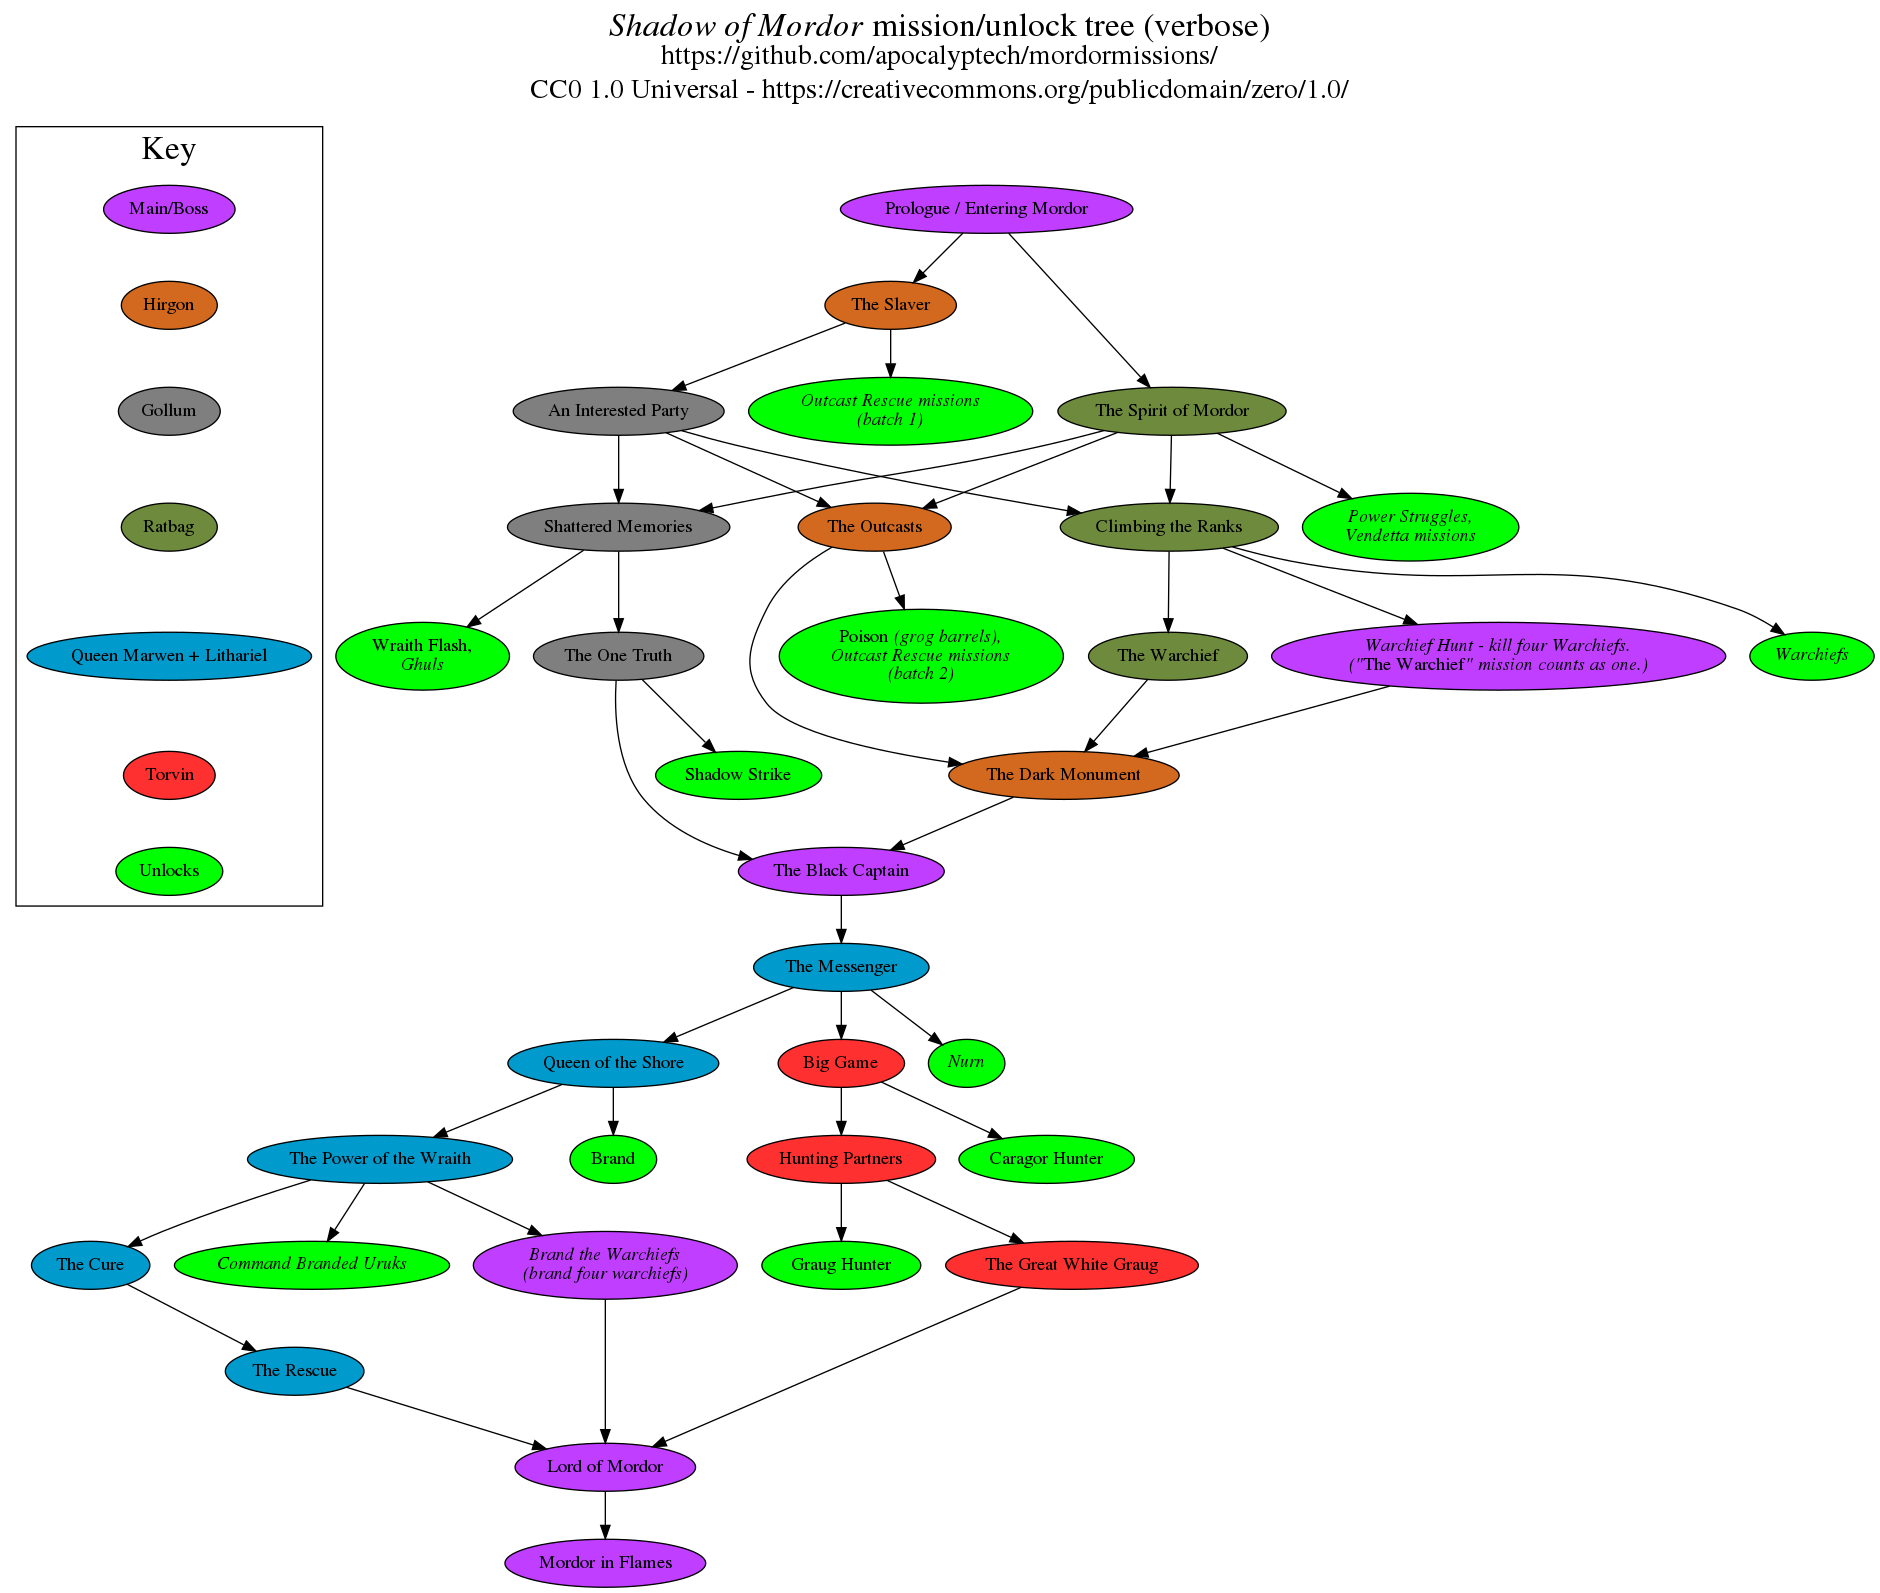 Shadow of Mordor mission/unlock tree (verbose)
https://github.com/apocalyptech/mordormissions/
CC0 1.0 Universal - https://creativecommons.org/publicdomain/zero/1.0/
Key
Main/Boss
Hirgon
Gollum
Ratbag
Queen Marwen + Lithariel
Torvin
Unlocks
Prologue / Entering Mordor
The Slaver
An Interested Party
Outcast Rescue missions
(batch 1)
The Spirit of Mordor
Shattered Memories
The Outcasts
Climbing the Ranks
Power Struggles,
Vendetta missions
Wraith Flash,
Ghuls
The One Truth
Poison (grog barrels),
Outcast Rescue missions
(batch 2)
The Warchief
Warchief Hunt - kill four Warchiefs.
("The Warchief" mission counts as one.)
Warchiefs
Shadow Strike
The Dark Monument
The Black Captain
The Messenger
Queen of the Shore
Big Game
Nurn
The Power of the Wraith
Brand
Hunting Partners
Caragor Hunter
The Cure
Command Branded Uruks
Brand the Warchiefs
(brand four warchiefs)
Graug Hunter
The Great White Graug
The Rescue
Lord of Mordor
Mordor in Flames